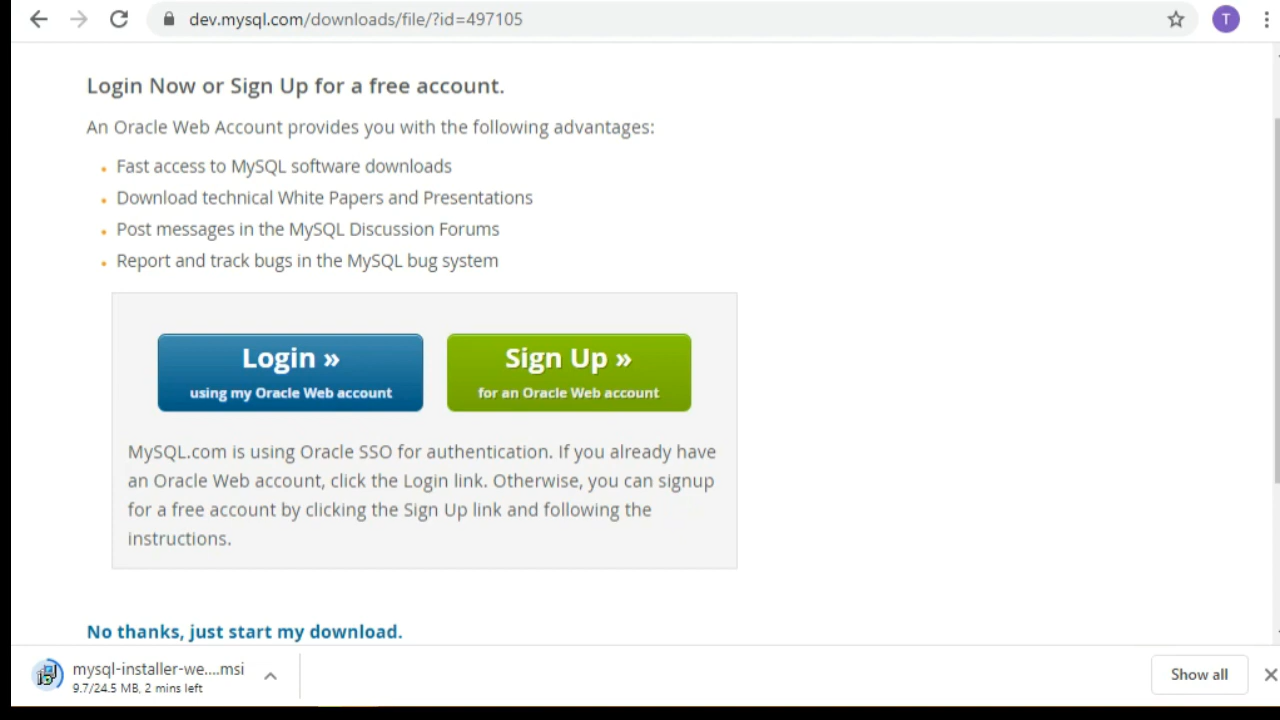 dev.mysql.com/downloads/file/?id=497105
T
Login Now or Sign Up for a free account.
An Oracle Web Account provides you with the following advantages:
Fast access to MySQL software downloads
Download technical White Papers and Presentations
Post messages in the MySQL Discussion Forums
Report and track bugs in the MySQL bug system
Login »
using my Oracle Web account
Sign Up »
for an Oracle Web account
MySQL.com is using Oracle SSO for authentication. If you already have
an Oracle Web account, click the Login link. Otherwise, you can signup
for a free account by clicking the Sign Up link and following the
instructions.
No thanks, just start my download.
mysql-installer-we....msi
9.7/24.5 MB, 2 mins left
Show all